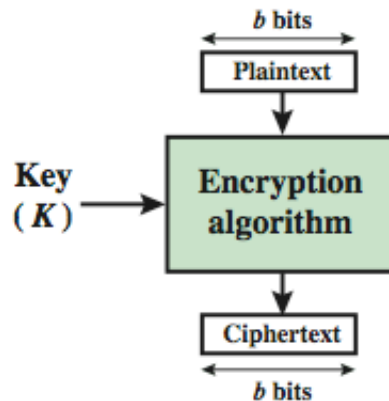 b bits
Plaintext
Key
(K)
Encryption
algorithm
Ciphertext
b bits